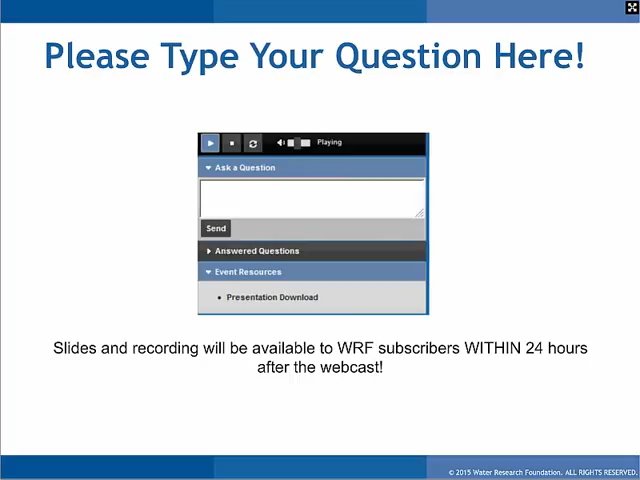 Please Type Your Question Here!
Playing
Ask a Question
Send
Answered Questions
Event Resources
• Presentation Download
Slides and recording will be available to WRF subscribers WITHIN 24 hours
after the webcast!
© 2015 Water Research Foundation. ALL RIGHTS RESERVED.